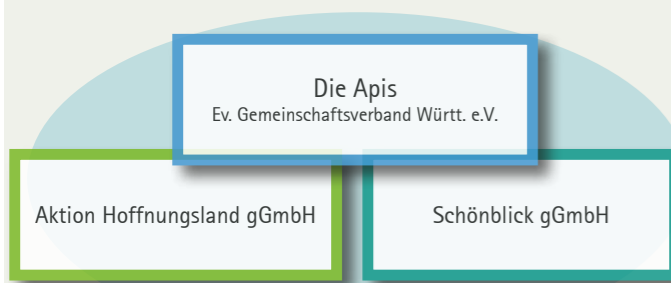 Die Apis
Ev. Gemeinschaftsverband Württ. e.V.
Aktion Hoffnungsland gGmbH
Schönblick gGmbH